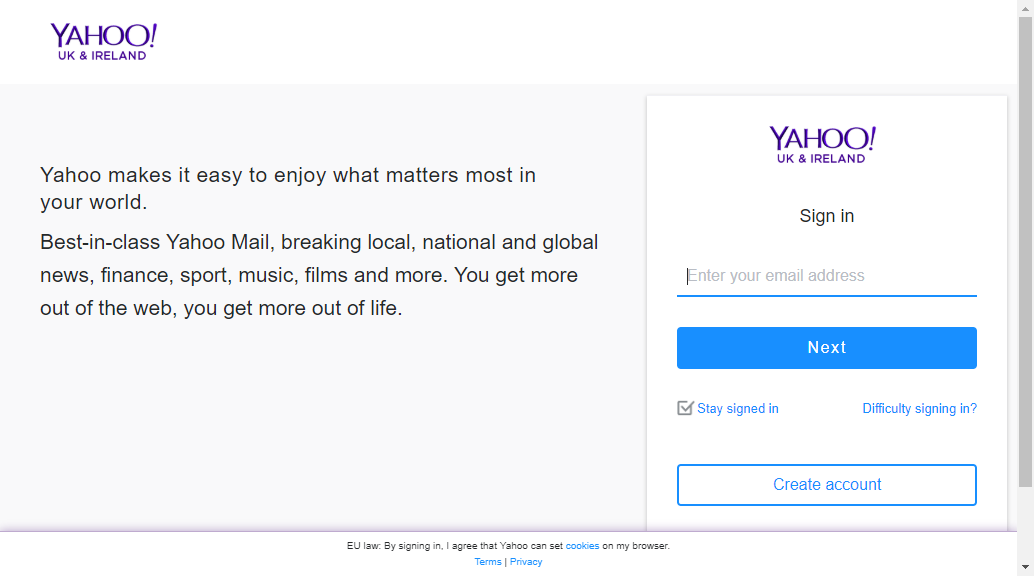 YAHOO!
UK & IRELAND
Yahoo makes it easy to enjoy what matters most in
your world.
Best-in-class Yahoo Mail, breaking local, national and global
news, finance, sport, music, films and more. You get more
out of the web, you get more out of life.
YAHOO!
UK & IRELAND
Sign in
Enter your email address
Next
Stay signed in
Difficulty signing in?
Create account
EU law: By signing in, I agree that Yahoo can set cookies on my browser.
Terms | Privacy